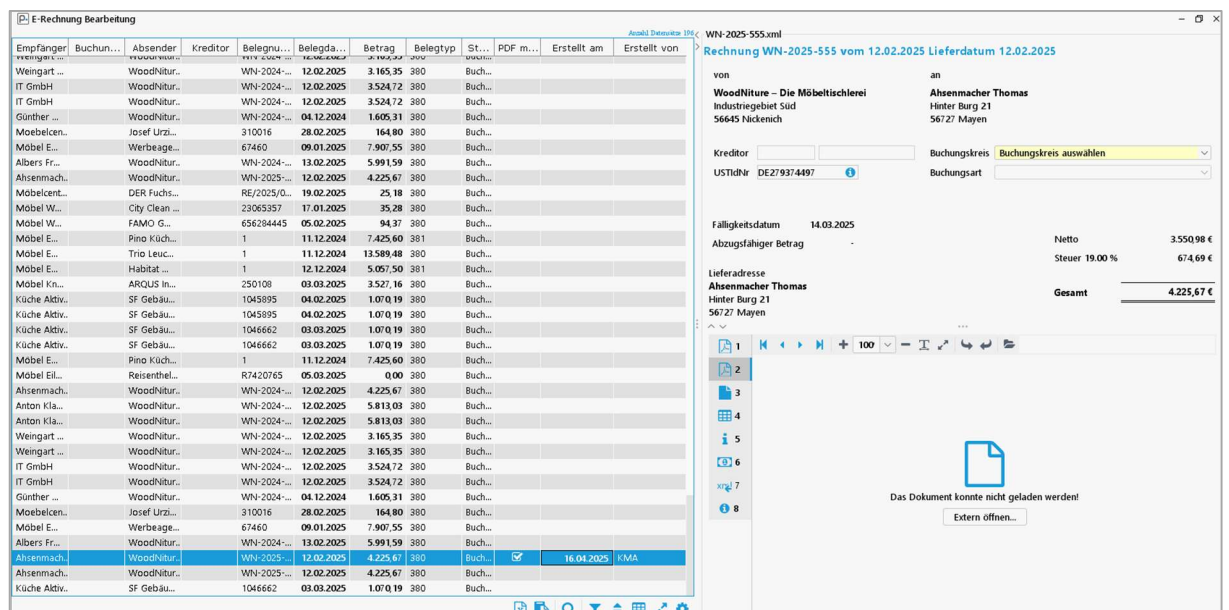 E-Rechnung Bearbeitung
Anzahl Datensätze 196
Empfänger Buchun... Absender Kreditor Belegnu... Belegda... Betrag Belegtyp St... PDF m... Erstellt am Erstellt von
Weingart ... WoodNitur.. WN-2024-... 12.02.2025 3.165,35 380 Buch...
Weingart ... WoodNitur.. WN-2024-... 12.02.2025 3.165,35 380 Buch...
IT GmbH WoodNitur.. WN-2024-... 12.02.2025 3.524,72 380 Buch...
IT GmbH WoodNitur.. WN-2024-... 12.02.2025 3.524,72 380 Buch...
Günther ... WoodNitur.. WN-2024-... 04.12.2024 1.605,31 380 Buch...
Moebelcen.. Josef Urzi... 310016 28.02.2025 164,80 380 Buch...
Möbel E... Werbeage... 67460 09.01.2025 7.907,55 380 Buch...
Albers Fr... WoodNitur.. WN-2024-... 13.02.2025 5.991,59 380 Buch...
Ahsenmach.. WoodNitur.. WN-2025-... 12.02.2025 4.225,67 380 Buch...
Möbelcent... DER Fuchs... RE/2025/0... 19.02.2025 25,18 380 Buch...
Möbel W... City Clean ... 23065357 17.01.2025 35,28 380 Buch...
Möbel W... FAMO G... 656284445 05.02.2025 94,37 380 Buch...
Möbel E... Pino Küch... 1 11.12.2024 7.425,60 381 Buch...
Möbel E... Trio Leuc... 1 11.12.2024 13.589,48 380 Buch...
Möbel E... Habitat ... 1 12.12.2024 5.057,50 381 Buch...
Möbel Kn... ARQUS In... 250108 03.03.2025 3.527,16 380 Buch...
Küche Aktiv.. SF Gebäu... 1045895 04.02.2025 1.070,19 380 Buch...
Küche Aktiv.. SF Gebäu... 1045895 04.02.2025 1.070,19 380 Buch...
Küche Aktiv.. SF Gebäu... 1046662 03.03.2025 1.070,19 380 Buch...
Küche Aktiv.. SF Gebäu... 1046662 03.03.2025 1.070,19 380 Buch...
Möbel E... Pino Küch... 1 11.12.2024 7.425,60 380 Buch...
Möbel Eil... Reisenthel... R7420765 05.03.2025 0,00 380 Buch...
Ahsenmach.. WoodNitur.. WN-2024-... 12.02.2025 4.225,67 380 Buch...
Anton Kla... WoodNitur.. WN-2024-... 12.02.2025 5.813,03 380 Buch...
Anton Kla... WoodNitur.. WN-2024-... 12.02.2025 5.813,03 380 Buch...
Weingart ... WoodNitur.. WN-2024-... 12.02.2025 3.165,35 380 Buch...
Weingart ... WoodNitur.. WN-2024-... 12.02.2025 3.165,35 380 Buch...
IT GmbH WoodNitur.. WN-2024-... 12.02.2025 3.524,72 380 Buch...
IT GmbH WoodNitur.. WN-2024-... 12.02.2025 3.524,72 380 Buch...
Günther ... WoodNitur.. WN-2024-... 04.12.2024 1.605,31 380 Buch...
Moebelcen.. Josef Urzi... 310016 28.02.2025 164,80 380 Buch...
Möbel E... Werbeage... 67460 09.01.2025 7.907,55 380 Buch...
Albers Fr... WoodNitur.. WN-2024-... 13.02.2025 5.991,59 380 Buch...
Ahsenmach.. WoodNitur.. WN-2025-... 12.02.2025 4.225,67 380 Buch... 16.04.2025 KMA
Ahsenmach.. WoodNitur.. WN-2025-... 12.02.2025 4.225,67 380 Buch...
Küche Aktiv.. SF Gebäu... 1046662 03.03.2025 1.070,19 380 Buch...
WN-2025-555.xml
Rechnung WN-2025-555 vom 12.02.2025 Lieferdatum 12.02.2025
von an
WoodNiture – Die Möbeltischlerei Ahsenmacher Thomas
Industriegebiet Süd Hinter Burg 21
56645 Nickenich 56727 Mayen
Kreditor Buchungskreis Buchungskreis auswählen
UStIdNr DE279374497 Buchungsart
Fälligkeitsdatum 14.03.2025
Abzugsfähiger Betrag - Netto 3.550,98 €
Steuer 19.00 % 674,69 €
Lieferadresse
Ahsenmacher Thomas
Gesamt 4.225,67 €
Hinter Burg 21
56727 Mayen
1 100
2
3
4
5
6
xml 7
8
Das Dokument konnte nicht geladen werden!
Extern öffnen...